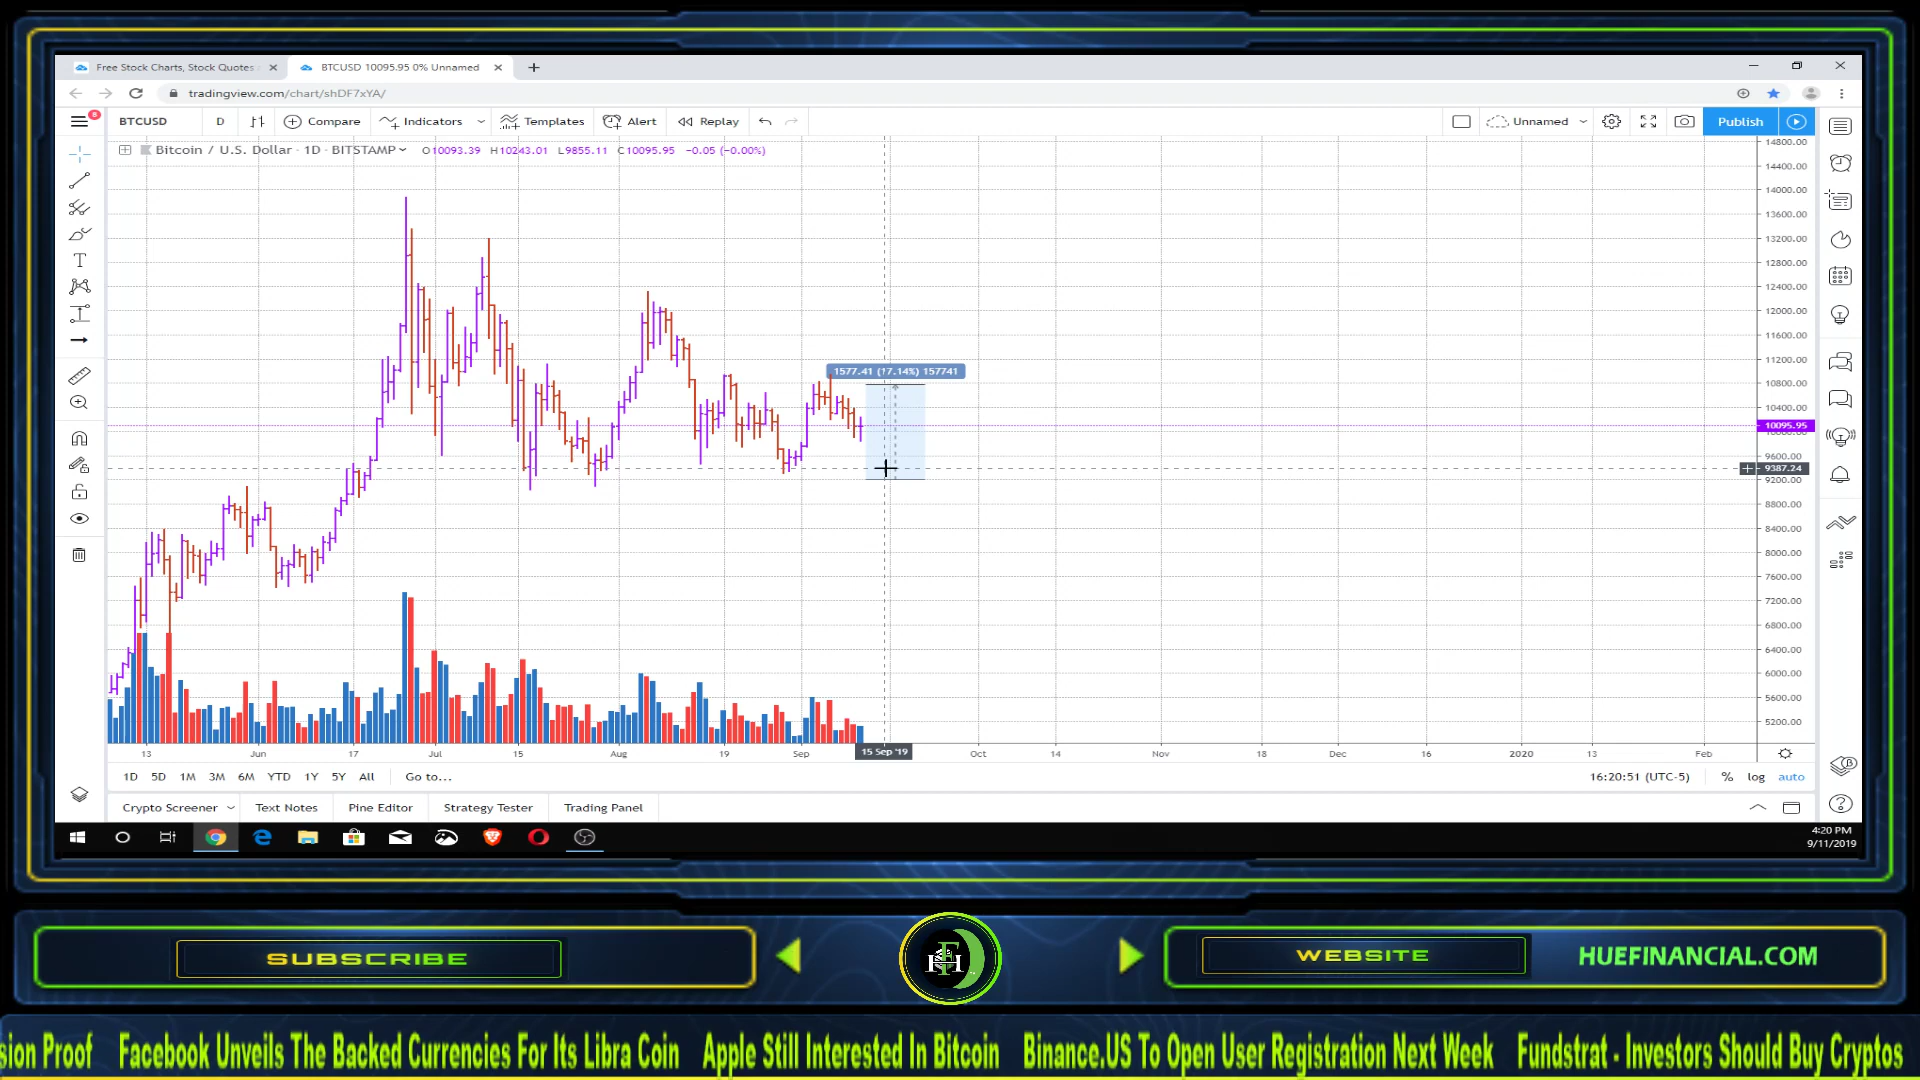 Free Stock Charts, Stock Quotes
BTCUSD 10095.95 0% Unnamed
tradingview.com/chart/shDF7xYA/
8
BTCUSD D Compare Indicators Templates Alert Replay Unnamed Publish
Bitcoin / U.S. Dollar · 1D · BITSTAMP O10093.39 H10243.01 L9855.11 C10095.95 −0.05 (−0.00%)
14800.00
14400.00
14000.00
13600.00
13200.00
12800.00
12400.00
12000.00
11600.00
11200.00
1577.41 (17.14%) 157741
10800.00
10400.00
10095.95
10000.00
9600.00
9387.24
9200.00
8800.00
8400.00
8000.00
7600.00
7200.00
6800.00
6400.00
6000.00
5600.00
5200.00
13 Jun 17 Jul 15 Aug 19 Sep 15 Sep '19 Oct 14 Nov 18 Dec 16 2020 13 Feb
1D 5D 1M 3M 6M YTD 1Y 5Y All Go to... 16:20:51 (UTC-5) % log auto
Crypto Screener Text Notes Pine Editor Strategy Tester Trading Panel
4:20 PM
9/11/2019
SUBSCRIBE
FHE
WEBSITE
HUEFINANCIAL.COM
sion Proof Facebook Unveils The Backed Currencies For Its Libra Coin Apple Still Interested In Bitcoin Binance.US To Open User Registration Next Week Fundstrat - Investors Should Buy Cryptos